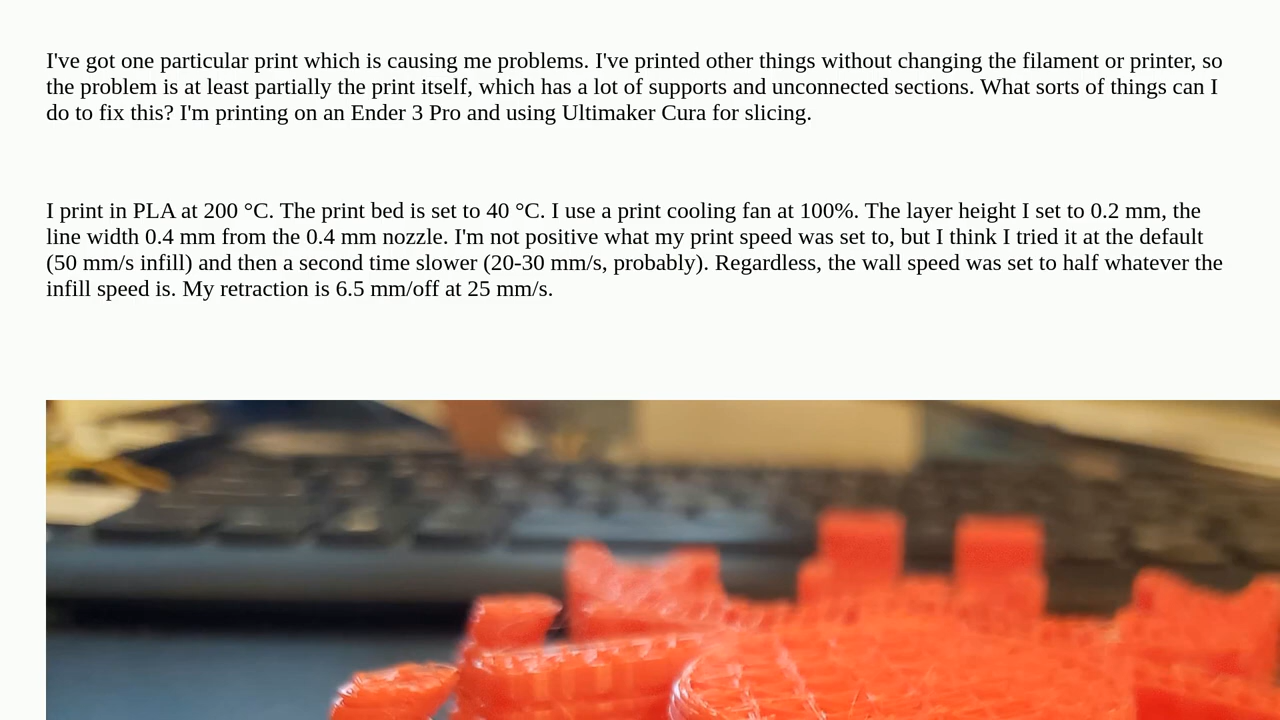 I've got one particular print which is causing me problems. I've printed other things without changing the filament or printer, so
the problem is at least partially the print itself, which has a lot of supports and unconnected sections. What sorts of things can I
do to fix this? I'm printing on an Ender 3 Pro and using Ultimaker Cura for slicing.
I print in PLA at 200 °C. The print bed is set to 40 °C. I use a print cooling fan at 100%. The layer height I set to 0.2 mm, the
line width 0.4 mm from the 0.4 mm nozzle. I'm not positive what my print speed was set to, but I think I tried it at the default
(50 mm/s infill) and then a second time slower (20-30 mm/s, probably). Regardless, the wall speed was set to half whatever the
infill speed is. My retraction is 6.5 mm/off at 25 mm/s.